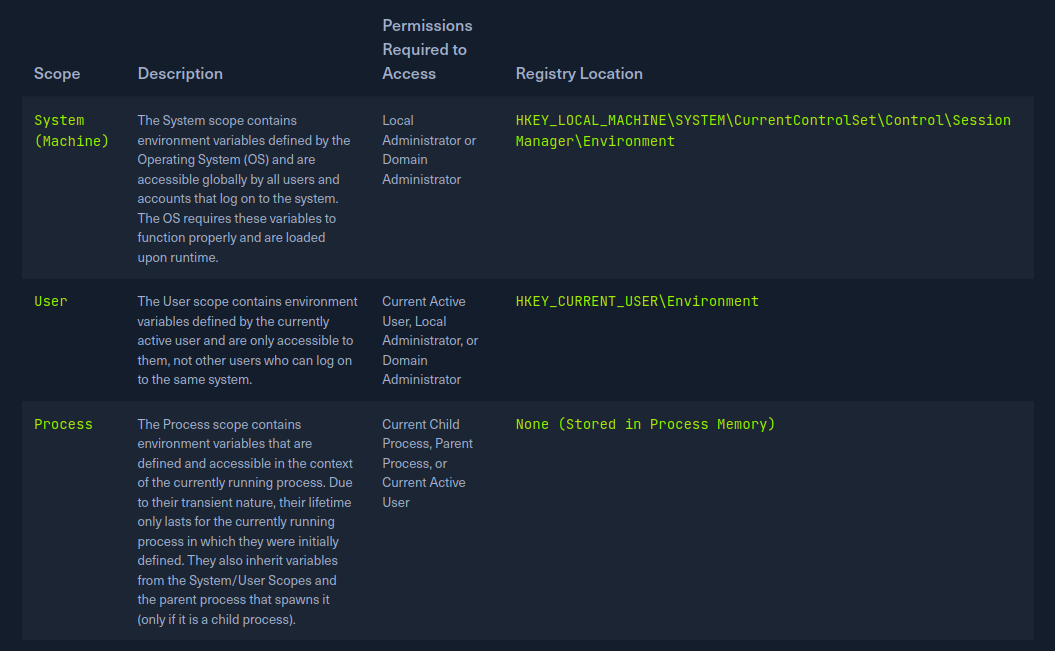 Scope
Description
Permissions
Required to
Access
Registry Location
System
(Machine)
The System scope contains
environment variables defined by the
Operating System (OS) and are
accessible globally by all users and
accounts that log on to the system.
The OS requires these variables to
function properly and are loaded
upon runtime.
Local
Administrator or
Domain
Administrator
HKEY_LOCAL_MACHINE\SYSTEM\CurrentControlSet\Control\Session
Manager\Environment
User
The User scope contains environment
variables defined by the currently
active user and are only accessible to
them, not other users who can log on
to the same system.
Current Active
User, Local
Administrator, or
Domain
Administrator
HKEY_CURRENT_USER\Environment
Process
The Process scope contains
environment variables that are
defined and accessible in the context
of the currently running process. Due
to their transient nature, their lifetime
only lasts for the currently running
process in which they were initially
defined. They also inherit variables
from the System/User Scopes and
the parent process that spawns it
(only if it is a child process).
Current Child
Process, Parent
Process, or
Current Active
User
None (Stored in Process Memory)